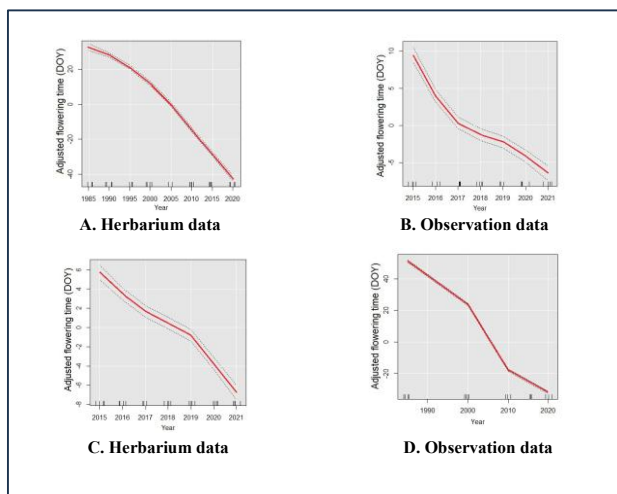 Adjusted flowering time (DOY)
20
0
-20
-40
1985 1990 1995 2000 2005 2010 2015 2020
Year
A. Herbarium data
Adjusted flowering time (DOY)
10
5
0
-5
2015 2016 2017 2018 2019 2020 2021
Year
B. Observation data
Adjusted flowering time (DOY)
6
4
2
0
-2
-4
-6
-8
2015 2016 2017 2018 2019 2020 2021
Year
C. Herbarium data
Adjusted flowering time (DOY)
40
20
0
-20
1990 2000 2010 2020
Year
D. Observation data